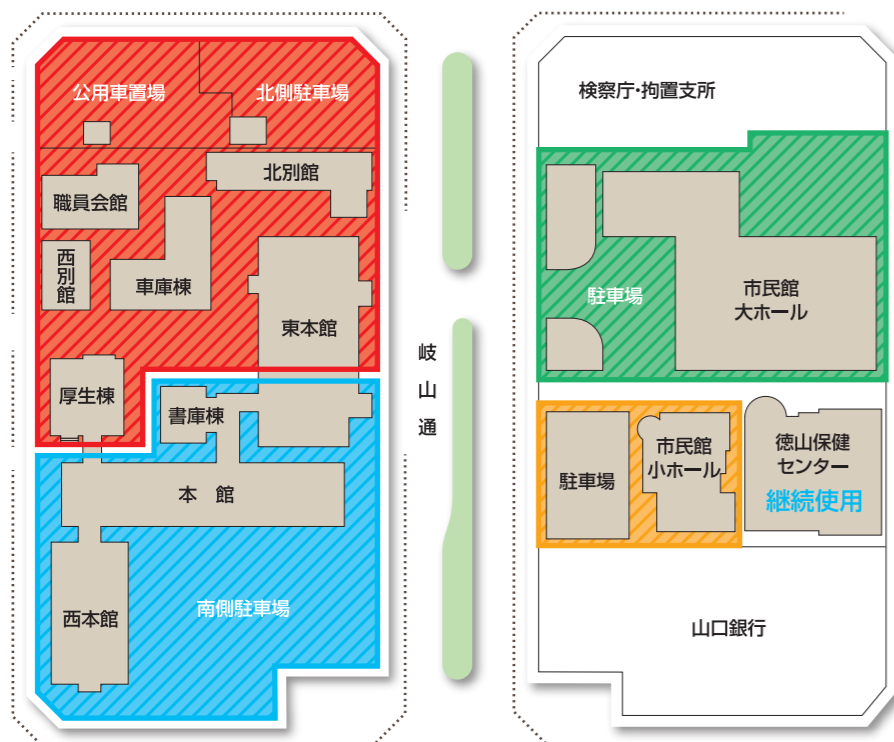 公用車置場
北側駐車場
北別館
職員会館
西別館
車庫棟
東本館
厚生棟
書庫棟
本 館
西本館
南側駐車場
岐山通
検察庁・拘置支所
駐車場
市民館
大ホール
駐車場
市民館
小ホール
徳山保健
センター
継続使用
山口銀行